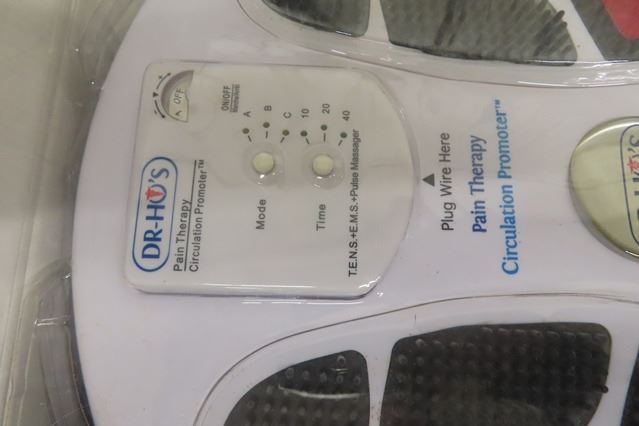 DR-HO'S
Pain Therapy
Circulation Promoter™
Mode
A
B
C
Time
10
20
40
ON/OFF
OFF
T.E.N.S.+E.M.S.+Pulse Massager
Plug Wire Here
Pain Therapy
Circulation Promoter™